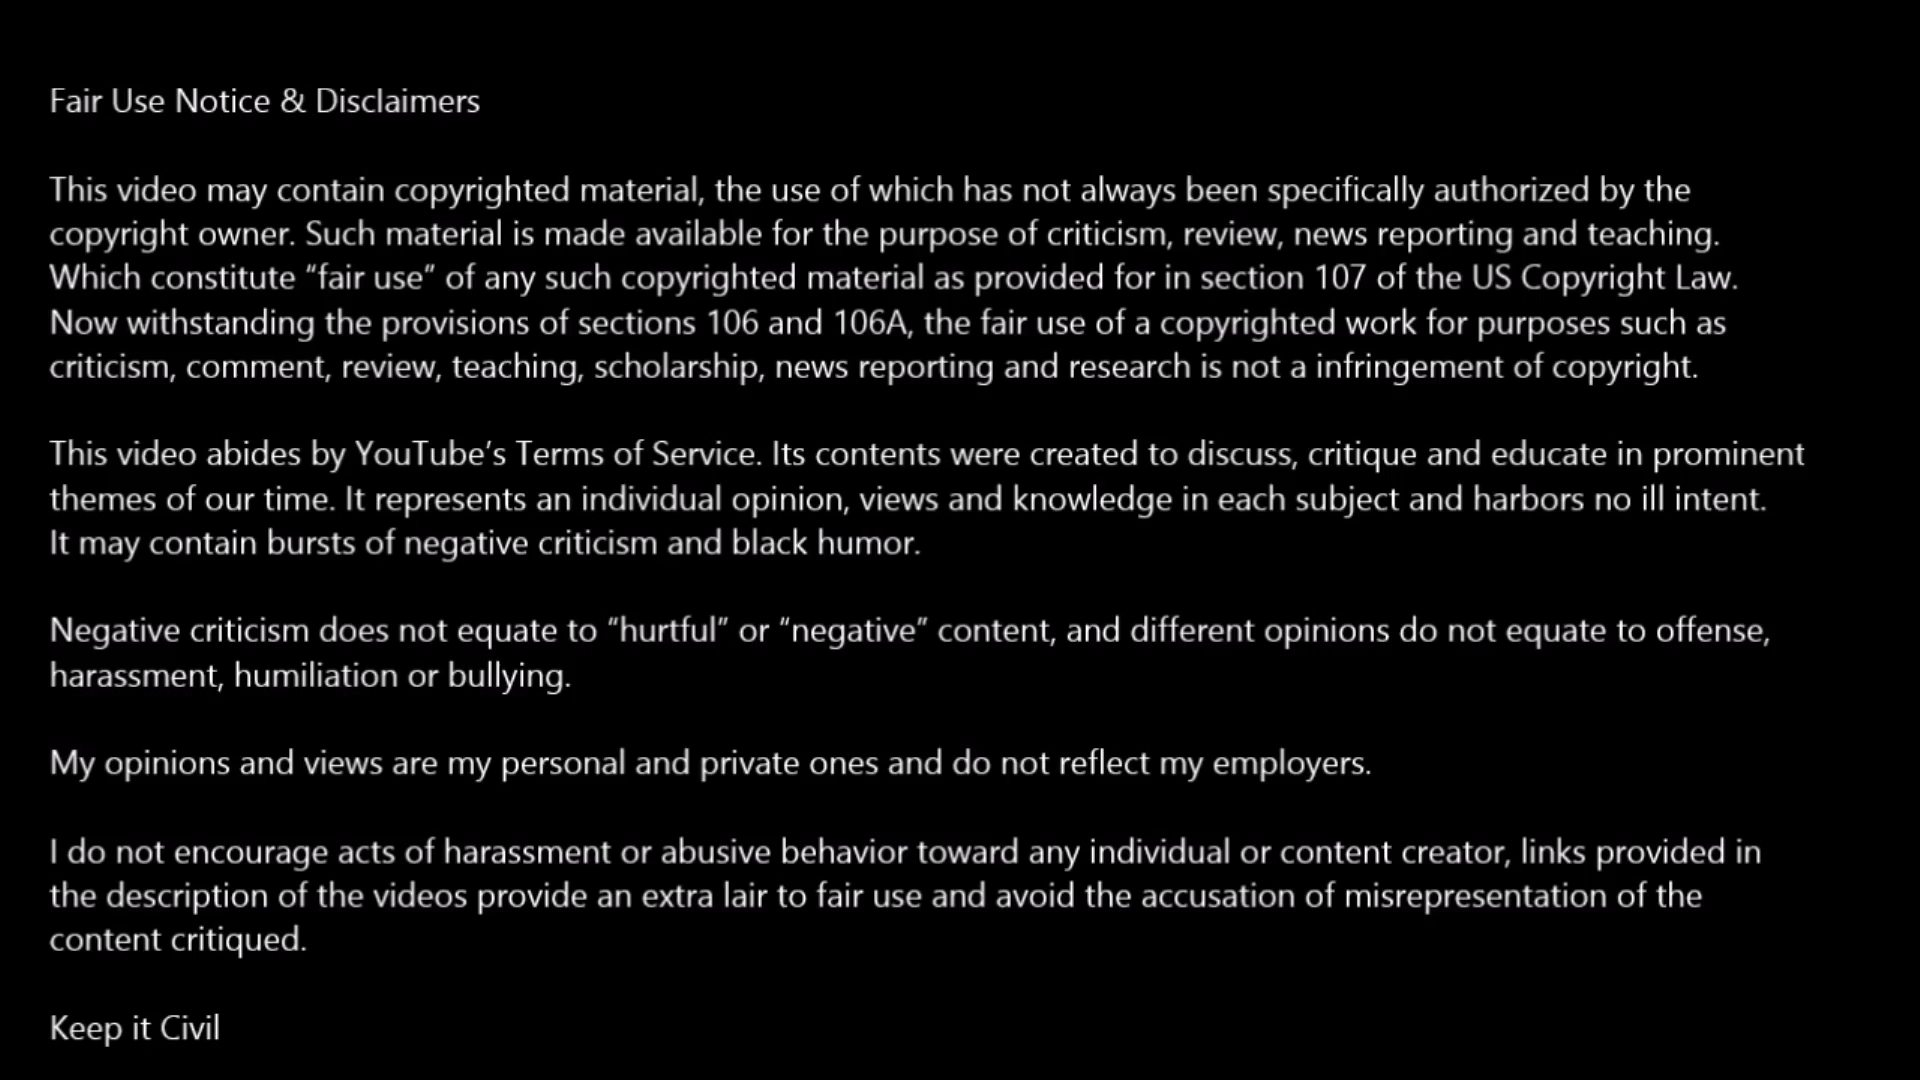 Fair Use Notice & Disclaimers
This video may contain copyrighted material, the use of which has not always been specifically authorized by the
copyright owner. Such material is made available for the purpose of criticism, review, news reporting and teaching.
Which constitute “fair use” of any such copyrighted material as provided for in section 107 of the US Copyright Law.
Now withstanding the provisions of sections 106 and 106A, the fair use of a copyrighted work for purposes such as
criticism, comment, review, teaching, scholarship, news reporting and research is not a infringement of copyright.
This video abides by YouTube’s Terms of Service. Its contents were created to discuss, critique and educate in prominent
themes of our time. It represents an individual opinion, views and knowledge in each subject and harbors no ill intent.
It may contain bursts of negative criticism and black humor.
Negative criticism does not equate to “hurtful” or “negative” content, and different opinions do not equate to offense,
harassment, humiliation or bullying.
My opinions and views are my personal and private ones and do not reflect my employers.
I do not encourage acts of harassment or abusive behavior toward any individual or content creator, links provided in
the description of the videos provide an extra lair to fair use and avoid the accusation of misrepresentation of the
content critiqued.
Keep it Civil